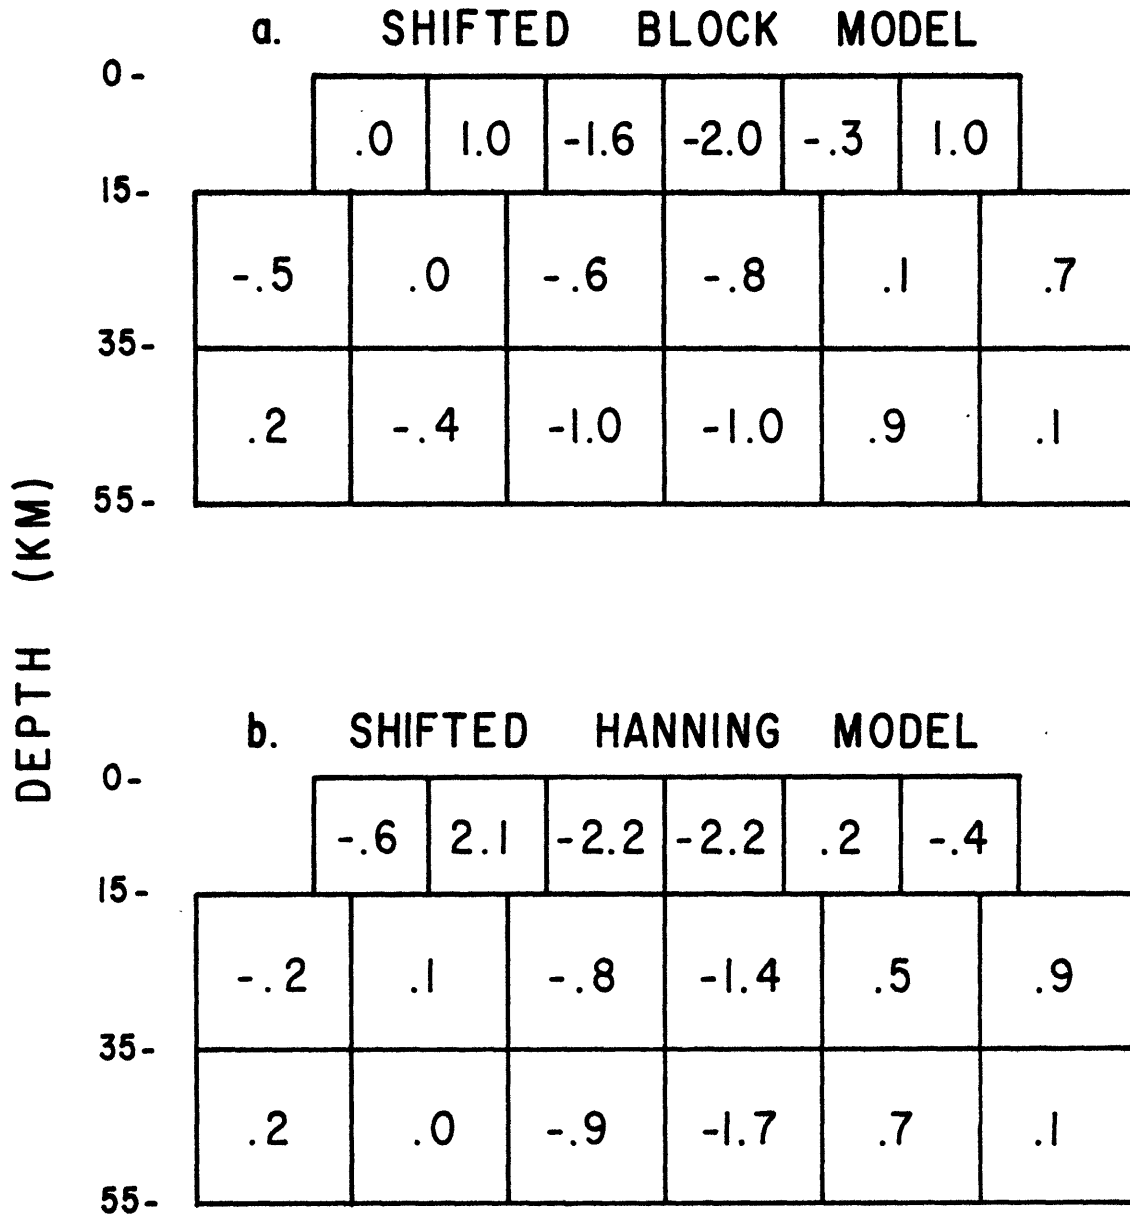 a. SHIFTED BLOCK MODEL
0-
.0 1.0 -1.6 -2.0 -.3 1.0
15-
-.5 .0 -.6 -.8 .1 .7
35-
.2 -.4 -1.0 -1.0 .9 .1
55-
DEPTH (KM)
b. SHIFTED HANNING MODEL
0-
-.6 2.1 -2.2 -2.2 .2 -.4
15-
-.2 .1 -.8 -1.4 .5 .9
35-
.2 .0 -.9 -1.7 .7 .1
55-